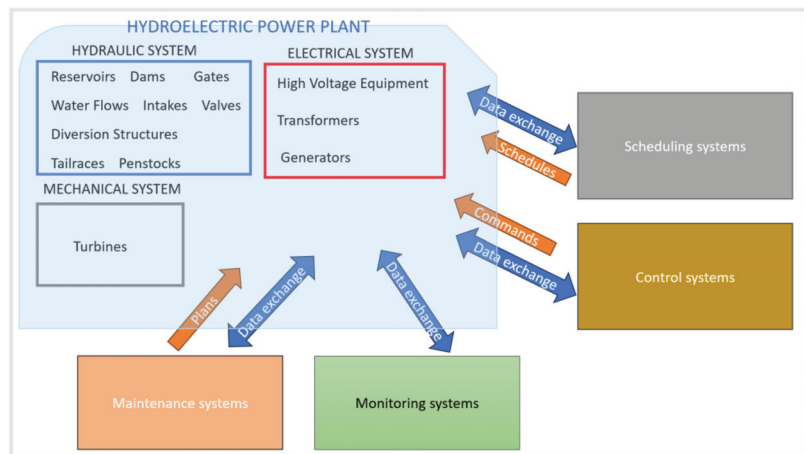 HYDROELECTRIC POWER PLANT
HYDRAULIC SYSTEM
Reservoirs Dams Gates
Water Flows Intakes Valves
Diversion Structures
Tailraces Penstocks
ELECTRICAL SYSTEM
High Voltage Equipment
Transformers
Generators
MECHANICAL SYSTEM
Turbines
Data exchange
Schedules
Scheduling systems
Commands
Data exchange
Control systems
Plans
Data exchange
Data exchange
Maintenance systems
Monitoring systems